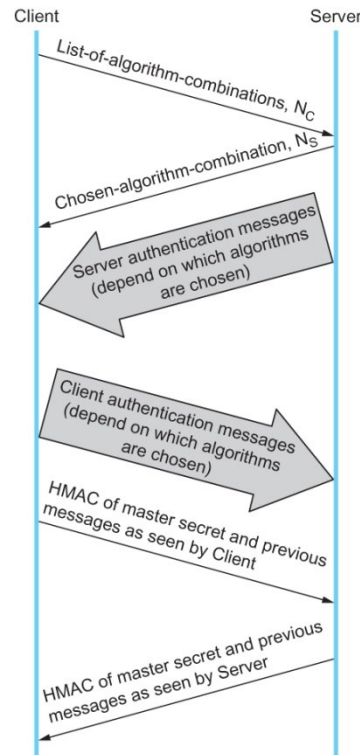 Client
Server
List-of-algorithm-combinations, N_C
Chosen-algorithm-combination, N_S
Server authentication messages
(depend on which algorithms
are chosen)
Client authentication messages
(depend on which algorithms
are chosen)
HMAC of master secret and previous
messages as seen by Client
HMAC of master secret and previous
messages as seen by Server